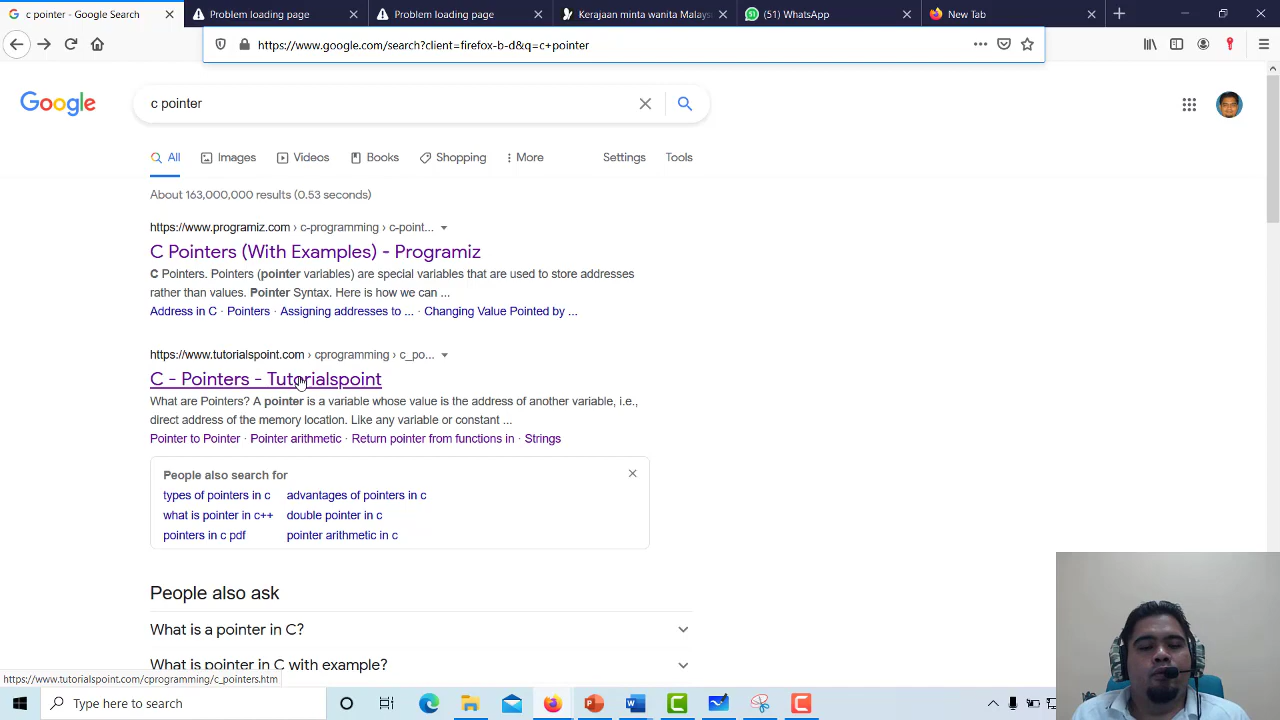 c pointer - Google Search
Problem loading page
Problem loading page
Kerajaan minta wanita Malays
(51) WhatsApp
New Tab
https://www.google.com/search?client=firefox-b-d&q=c+pointer
Google
c pointer
All
Images
Videos
Books
Shopping
More
Settings
Tools
About 163,000,000 results (0.53 seconds)
https://www.programiz.com › c-programming › c-point...
C Pointers (With Examples) - Programiz
C Pointers. Pointers (pointer variables) are special variables that are used to store addresses
rather than values. Pointer Syntax. Here is how we can ...
Address in C · Pointers · Assigning addresses to ... · Changing Value Pointed by ...
https://www.tutorialspoint.com › cprogramming › c_po...
C - Pointers - Tutorialspoint
What are Pointers? A pointer is a variable whose value is the address of another variable, i.e.,
direct address of the memory location. Like any variable or constant ...
Pointer to Pointer · Pointer arithmetic · Return pointer from functions in · Strings
People also search for
types of pointers in c
advantages of pointers in c
what is pointer in c++
double pointer in c
pointers in c pdf
pointer arithmetic in c
People also ask
What is a pointer in C?
What is pointer in C with example?
https://www.tutorialspoint.com/cprogramming/c_pointers.htm
Type here to search